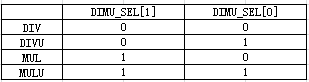 DIMU_SEL[1] DIMU_SEL[0]
DIV 0 0
DIVU 0 1
MUL 1 0
MULU 1 1